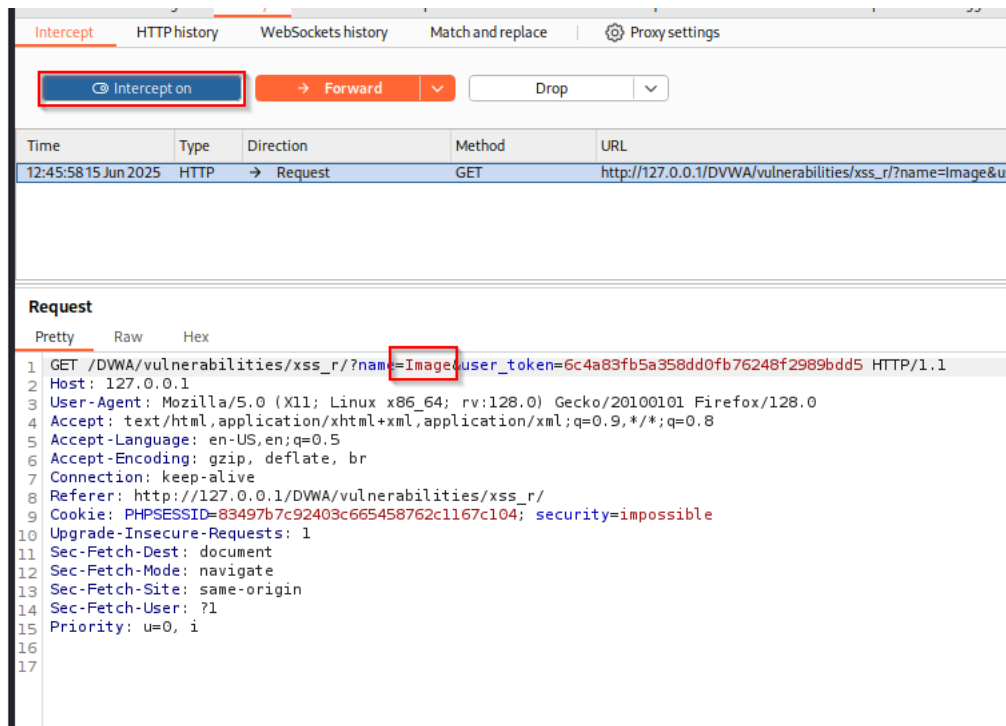 Intercept HTTP history WebSockets history Match and replace Proxy settings
Intercept on Forward Drop
Time Type Direction Method URL
12:45:58 15 Jun 2025 HTTP → Request GET http://127.0.0.1/DVWA/vulnerabilities/xss_r/?name=Image&u
Request
Pretty Raw Hex
1 GET /DVWA/vulnerabilities/xss_r/?name=Image&user_token=6c4a83fb5a358dd0fb76248f2989bdd5 HTTP/1.1
2 Host: 127.0.0.1
3 User-Agent: Mozilla/5.0 (X11; Linux x86_64; rv:128.0) Gecko/20100101 Firefox/128.0
4 Accept: text/html,application/xhtml+xml,application/xml;q=0.9,*/*;q=0.8
5 Accept-Language: en-US,en;q=0.5
6 Accept-Encoding: gzip, deflate, br
7 Connection: keep-alive
8 Referer: http://127.0.0.1/DVWA/vulnerabilities/xss_r/
9 Cookie: PHPSESSID=83497b7c92403c665458762c1167c104; security=impossible
10 Upgrade-Insecure-Requests: 1
11 Sec-Fetch-Dest: document
12 Sec-Fetch-Mode: navigate
13 Sec-Fetch-Site: same-origin
14 Sec-Fetch-User: ?1
15 Priority: u=0, i
16
17